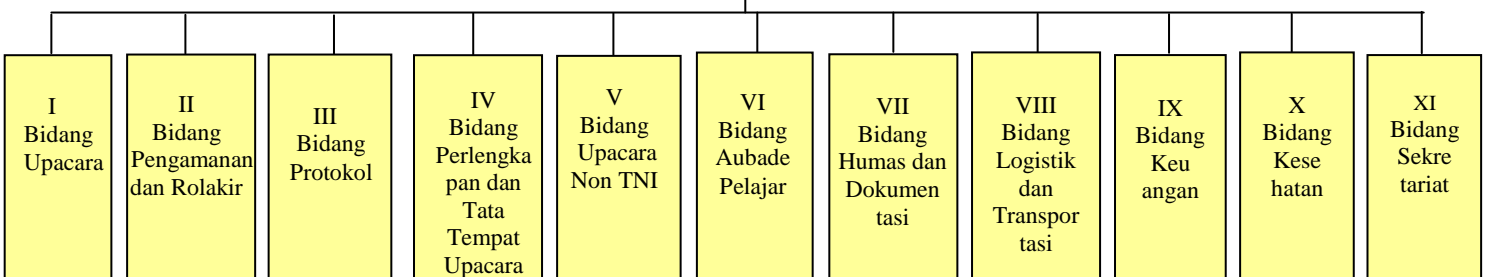 I
Bidang
Upacara
II
Bidang
Pengamanan
dan Rolakir
III
Bidang
Protokol
IV
Bidang
Perlengka
pan dan
Tata
Tempat
Upacara
V
Bidang
Upacara
Non TNI
VI
Bidang
Aubade
Pelajar
VII
Bidang
Humas dan
Dokumen
tasi
VIII
Bidang
Logistik
dan
Transpor
tasi
IX
Bidang
Keu
angan
X
Bidang
Kese
hatan
XI
Bidang
Sekre
tariat